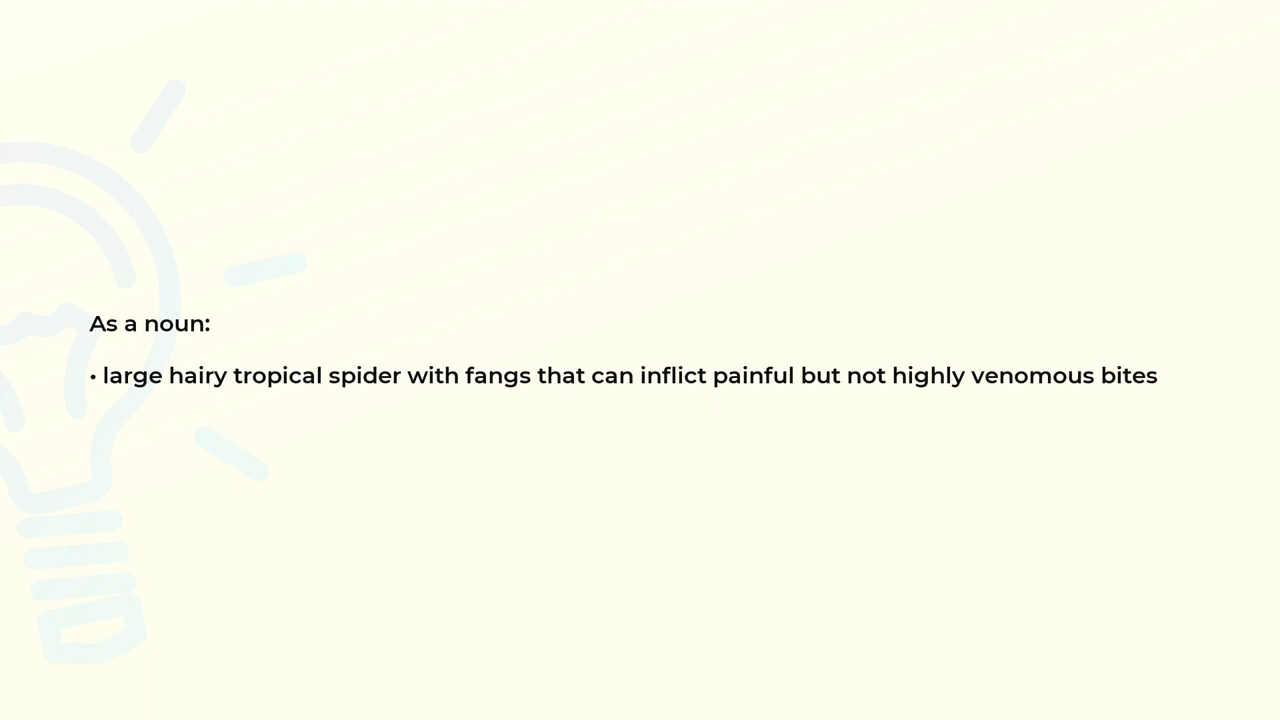 As a noun:
• large hairy tropical spider with fangs that can inflict painful but not highly venomous bites